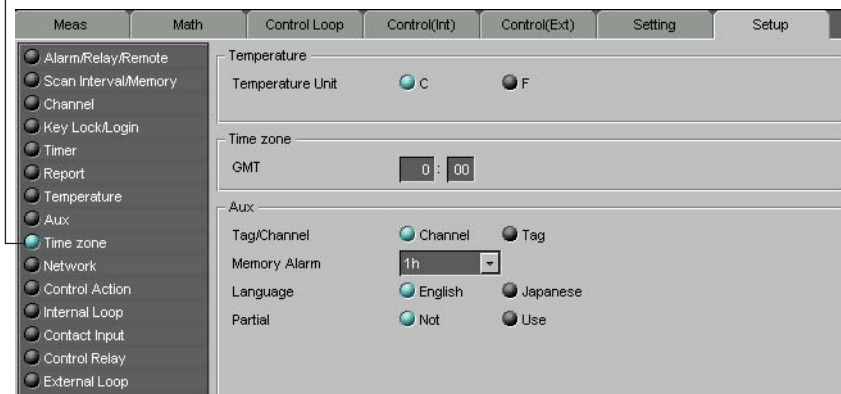 Meas Math Control Loop Control(Int) Control(Ext) Setting Setup
Alarm/Relay/Remote
Scan Interval/Memory
Channel
Key Lock/Login
Timer
Report
Temperature
Aux
Time zone
Network
Control Action
Internal Loop
Contact Input
Control Relay
External Loop
Temperature
Temperature Unit C F
Time zone
GMT 0 : 00
Aux
Tag/Channel Channel Tag
Memory Alarm 1h
Language English Japanese
Partial Not Use